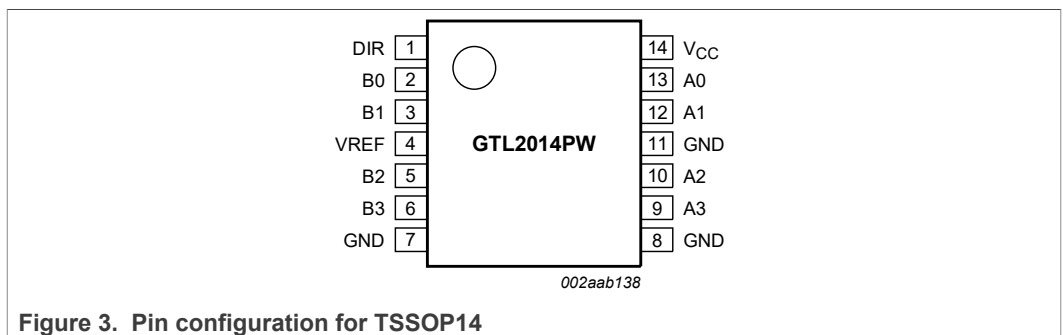 DIR 1 14 VCC
B0 2 13 A0
B1 3 12 A1
VREF 4 GTL2014PW 11 GND
B2 5 10 A2
B3 6 9 A3
GND 7 8 GND
002aab138
Figure 3. Pin configuration for TSSOP14